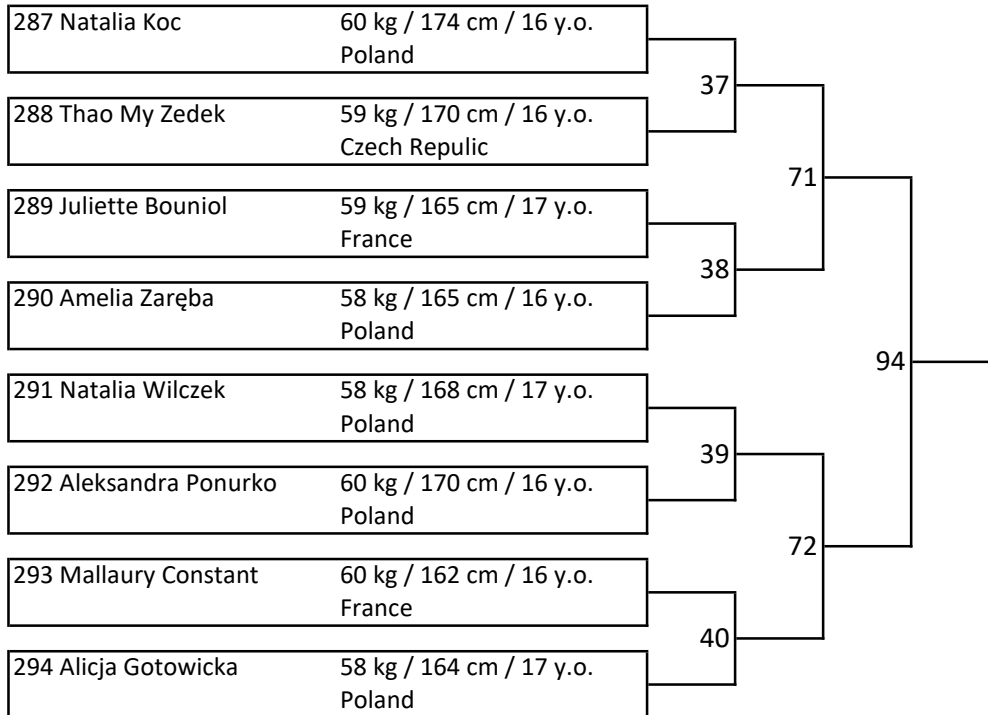 287 Natalia Koc 60 kg / 174 cm / 16 y.o.
Poland
37
288 Thao My Zedek 59 kg / 170 cm / 16 y.o.
Czech Repulic
71
289 Juliette Bouniol 59 kg / 165 cm / 17 y.o.
France
38
290 Amelia Zaręba 58 kg / 165 cm / 16 y.o.
Poland
94
291 Natalia Wilczek 58 kg / 168 cm / 17 y.o.
Poland
39
292 Aleksandra Ponurko 60 kg / 170 cm / 16 y.o.
Poland
72
293 Mallaury Constant 60 kg / 162 cm / 16 y.o.
France
40
294 Alicja Gotowicka 58 kg / 164 cm / 17 y.o.
Poland